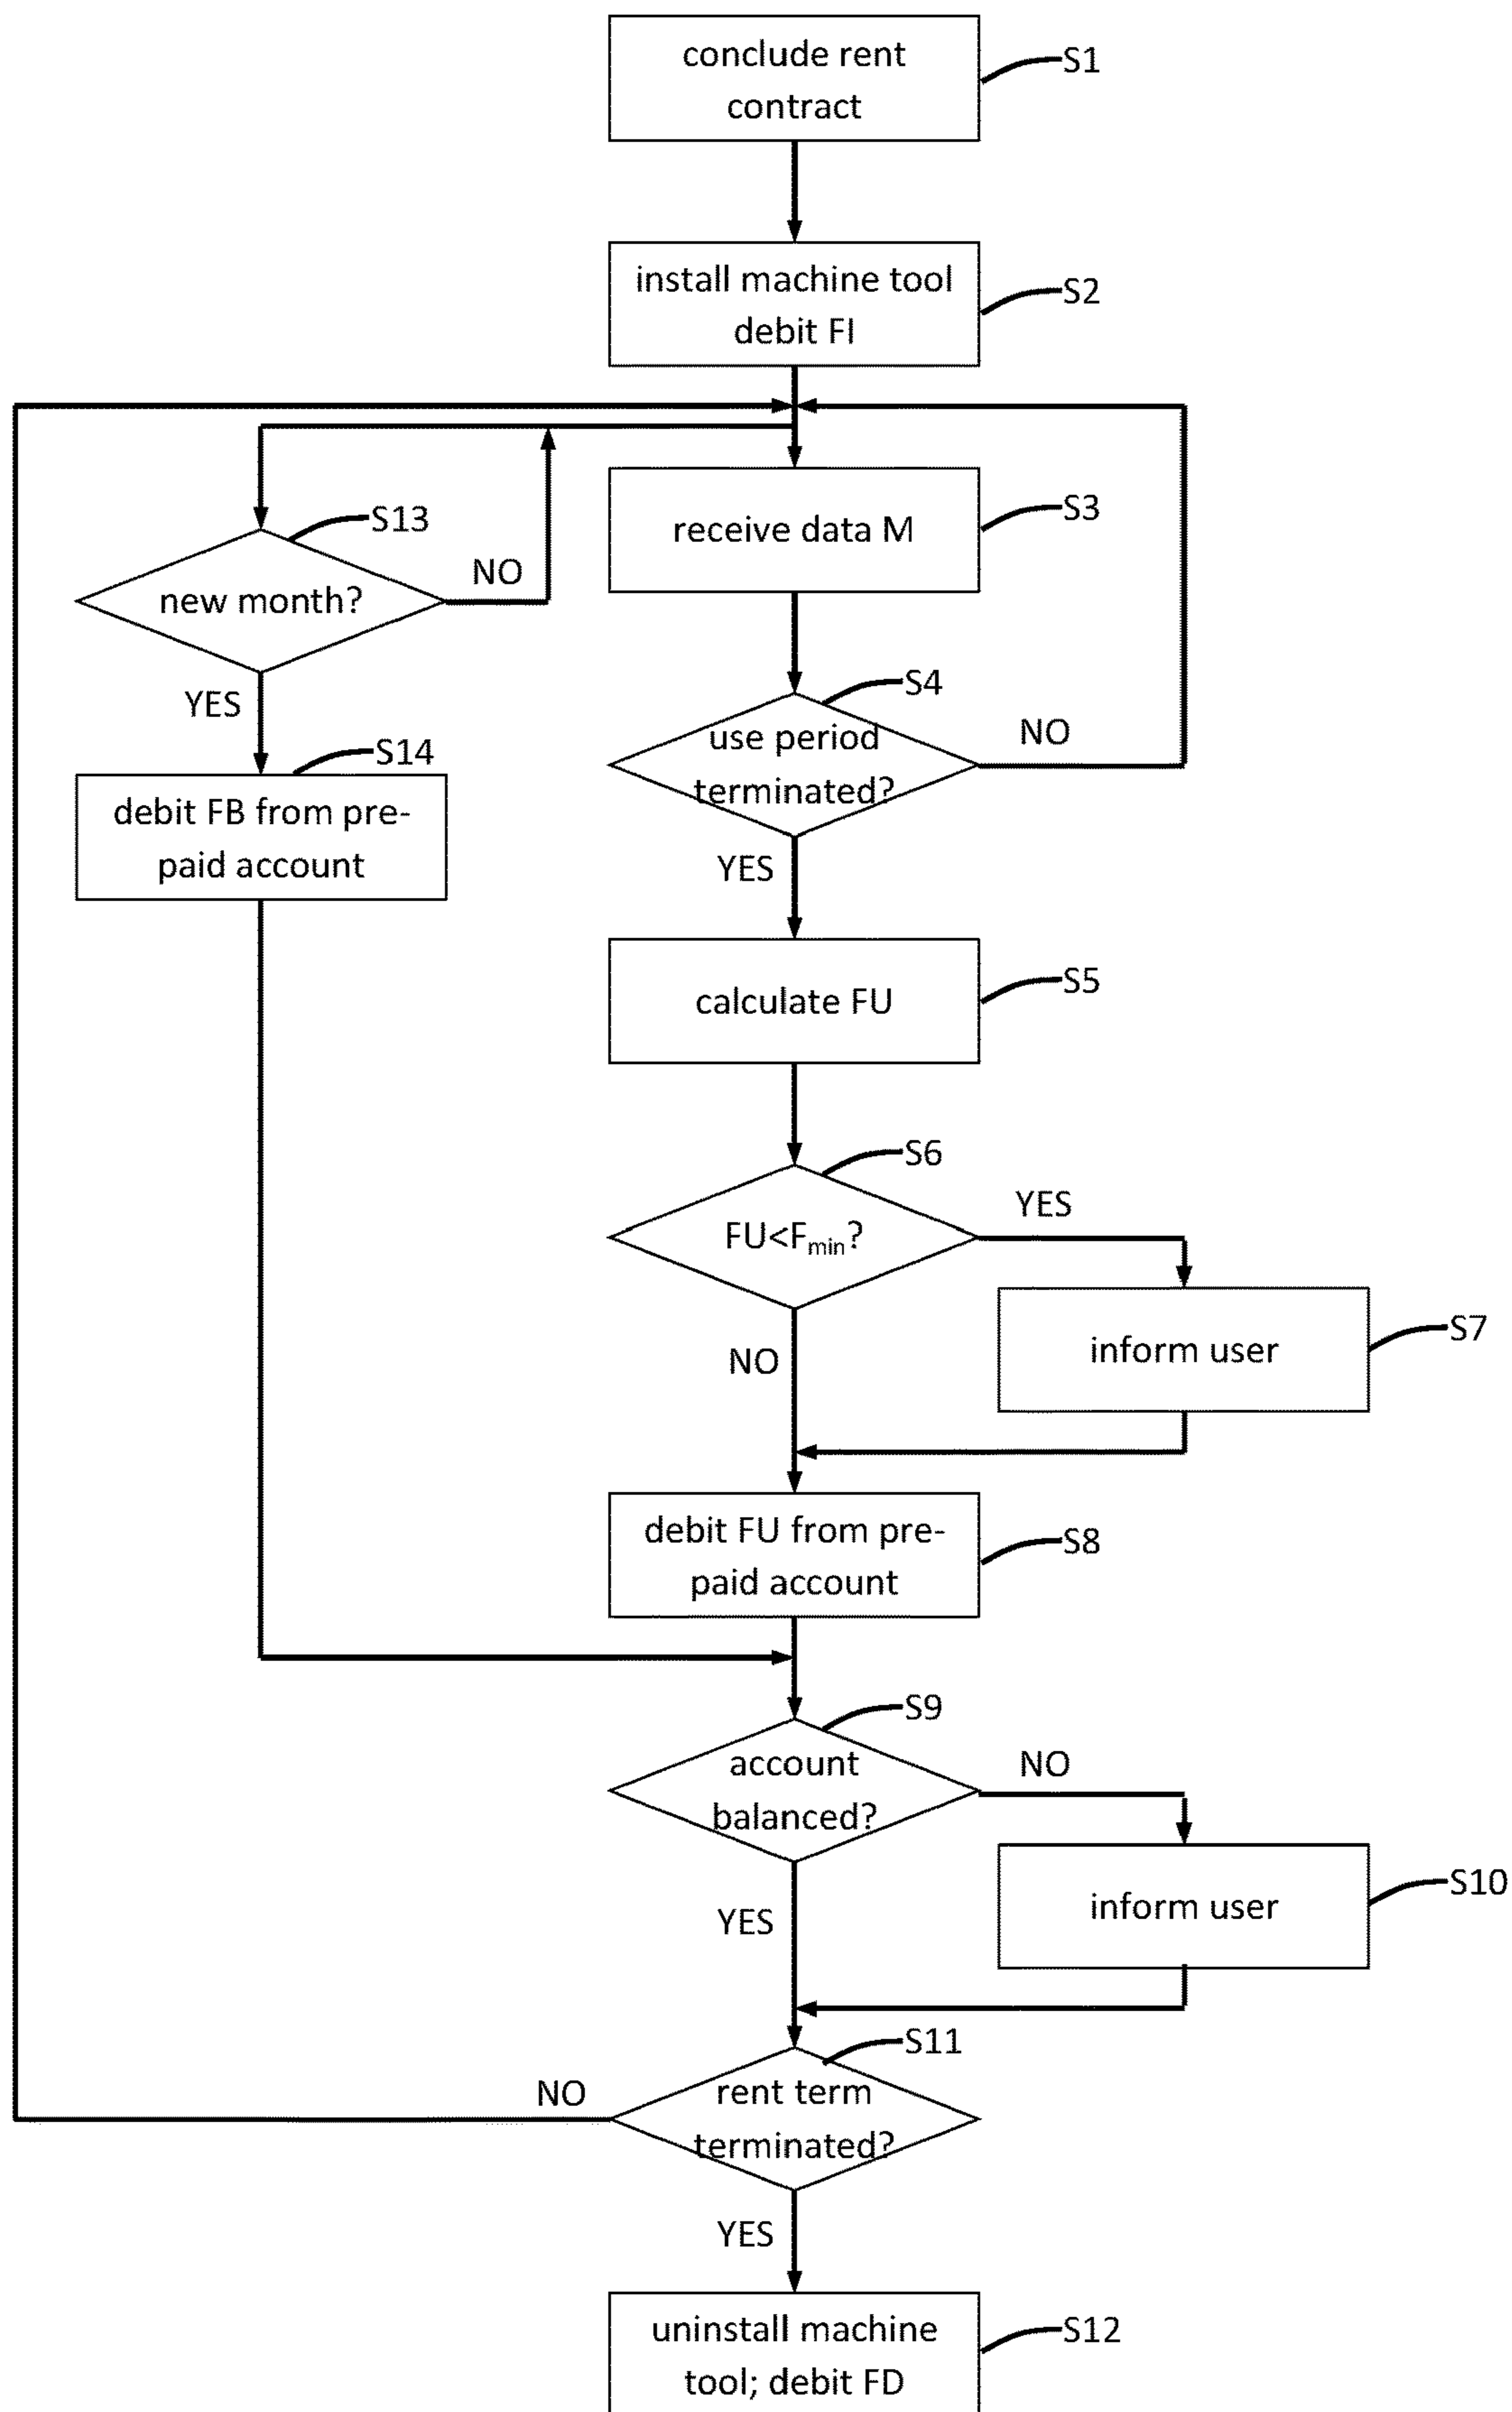 conclude rent
contract
S1
install machine tool
debit FI
S2
receive data M
S3
S13
new month?
NO
YES
S14
debit FB from pre-
paid account
S4
use period
terminated?
NO
YES
calculate FU
S5
S6
FU<Fmin?
YES
NO
inform user
S7
debit FU from pre-
paid account
S8
S9
account
balanced?
NO
YES
inform user
S10
S11
rent term
terminated?
NO
YES
uninstall machine
tool; debit FD
S12